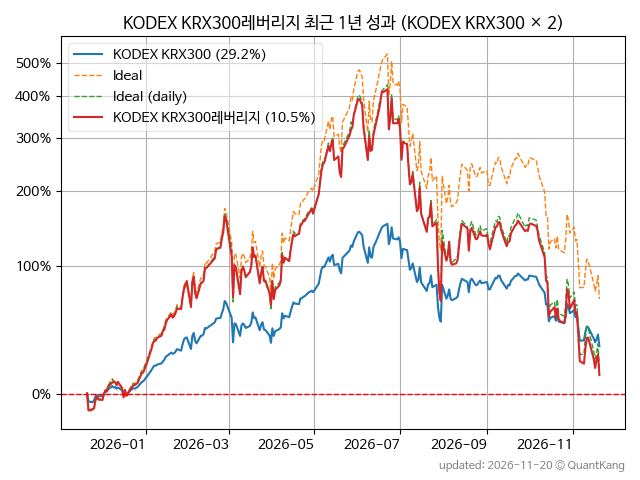 KODEX KRX300레버리지 최근 1년 성과 (KODEX KRX300 × 2)
KODEX KRX300 (29.2%)
Ideal
Ideal (daily)
KODEX KRX300레버리지 (10.5%)
500%
400%
300%
200%
100%
0%
2026-01 2026-03 2026-05 2026-07 2026-09 2026-11
updated: 2026-11-20 © QuantKang